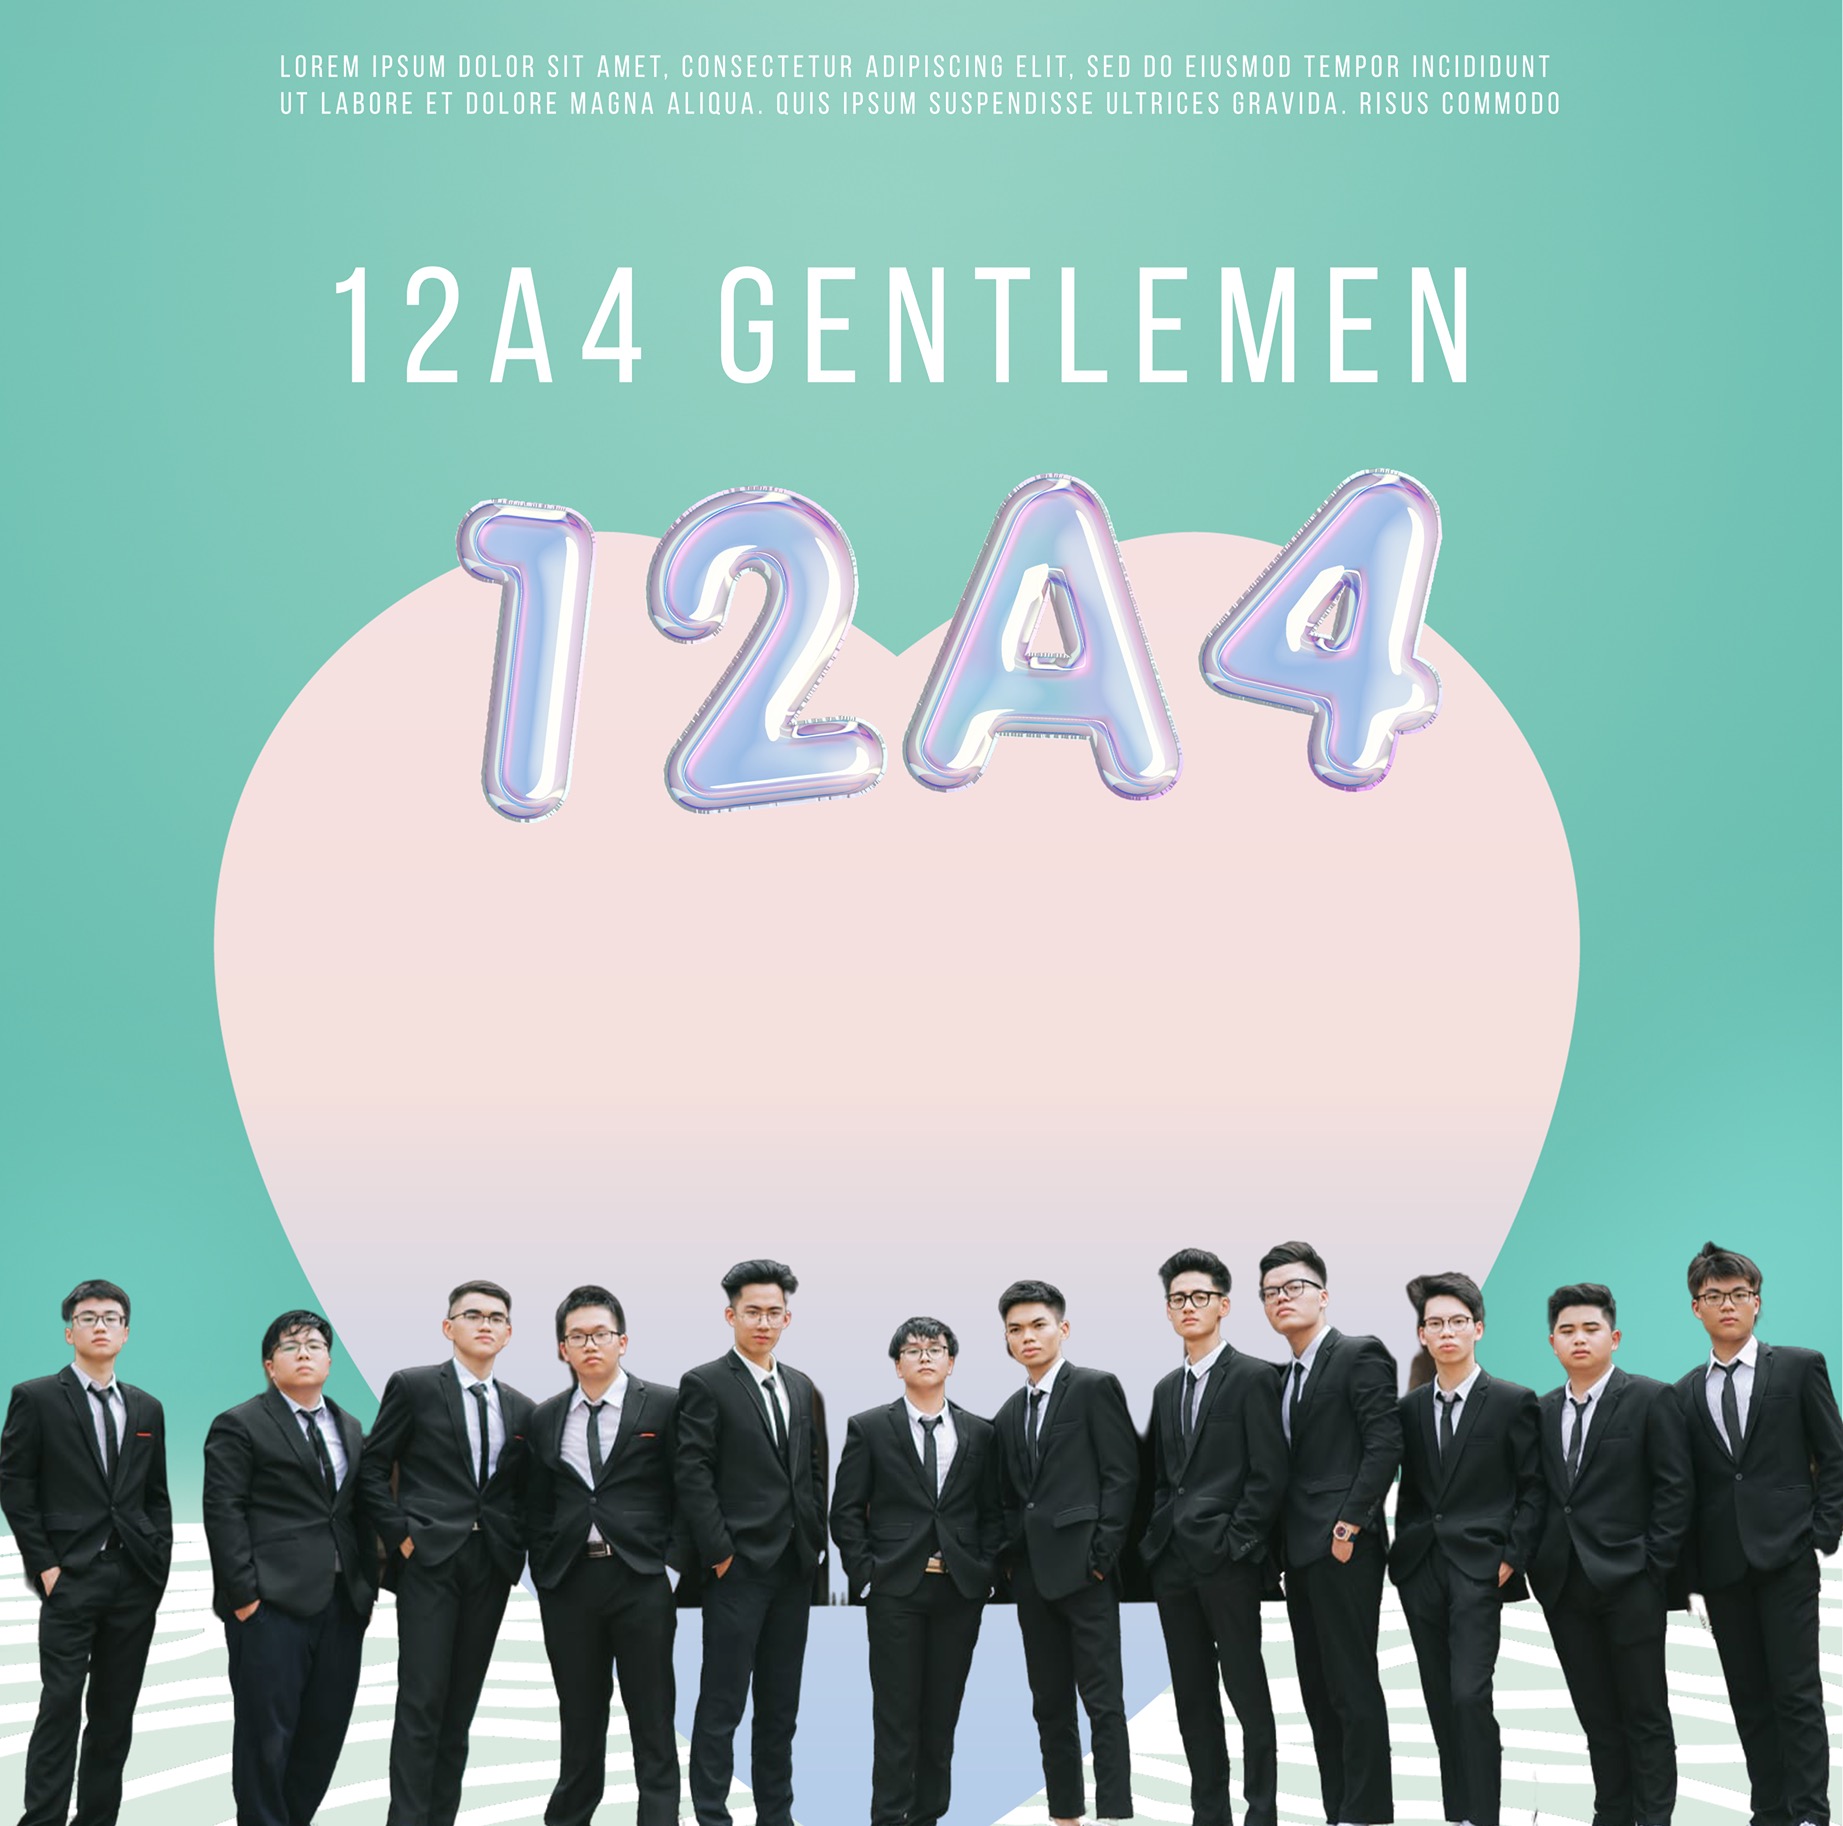 LOREM IPSUM DOLOR SIT AMET, CONSECTETUR ADIPISCING ELIT, SED DO EIUSMOD TEMPOR INCIDIDUNT
UT LABORE ET DOLORE MAGNA ALIQUA. QUIS IPSUM SUSPENDISSE ULTRICES GRAVIDA. RISUS COMMODO
12A4 GENTLEMEN
12A4